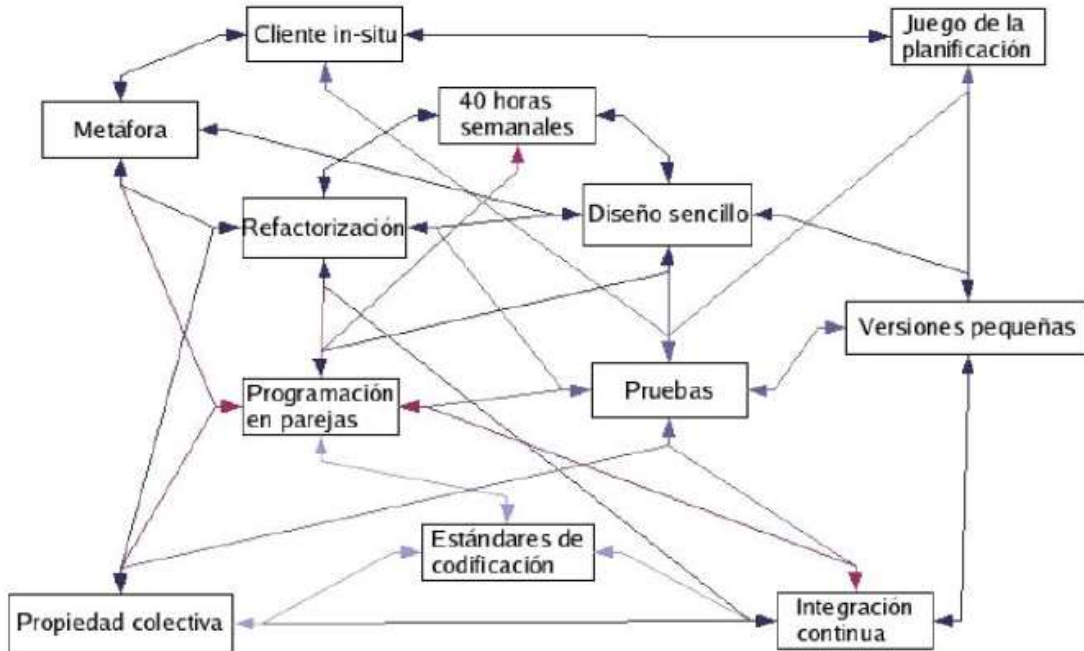 Cliente in-situ
Juego de la
planificación
40 horas
semanales
Metáfora
Refactorización
Diseño sencillo
Versiones pequeñas
Programación
en parejas
Pruebas
Estándares de
codificación
Propiedad colectiva
Integración
continua